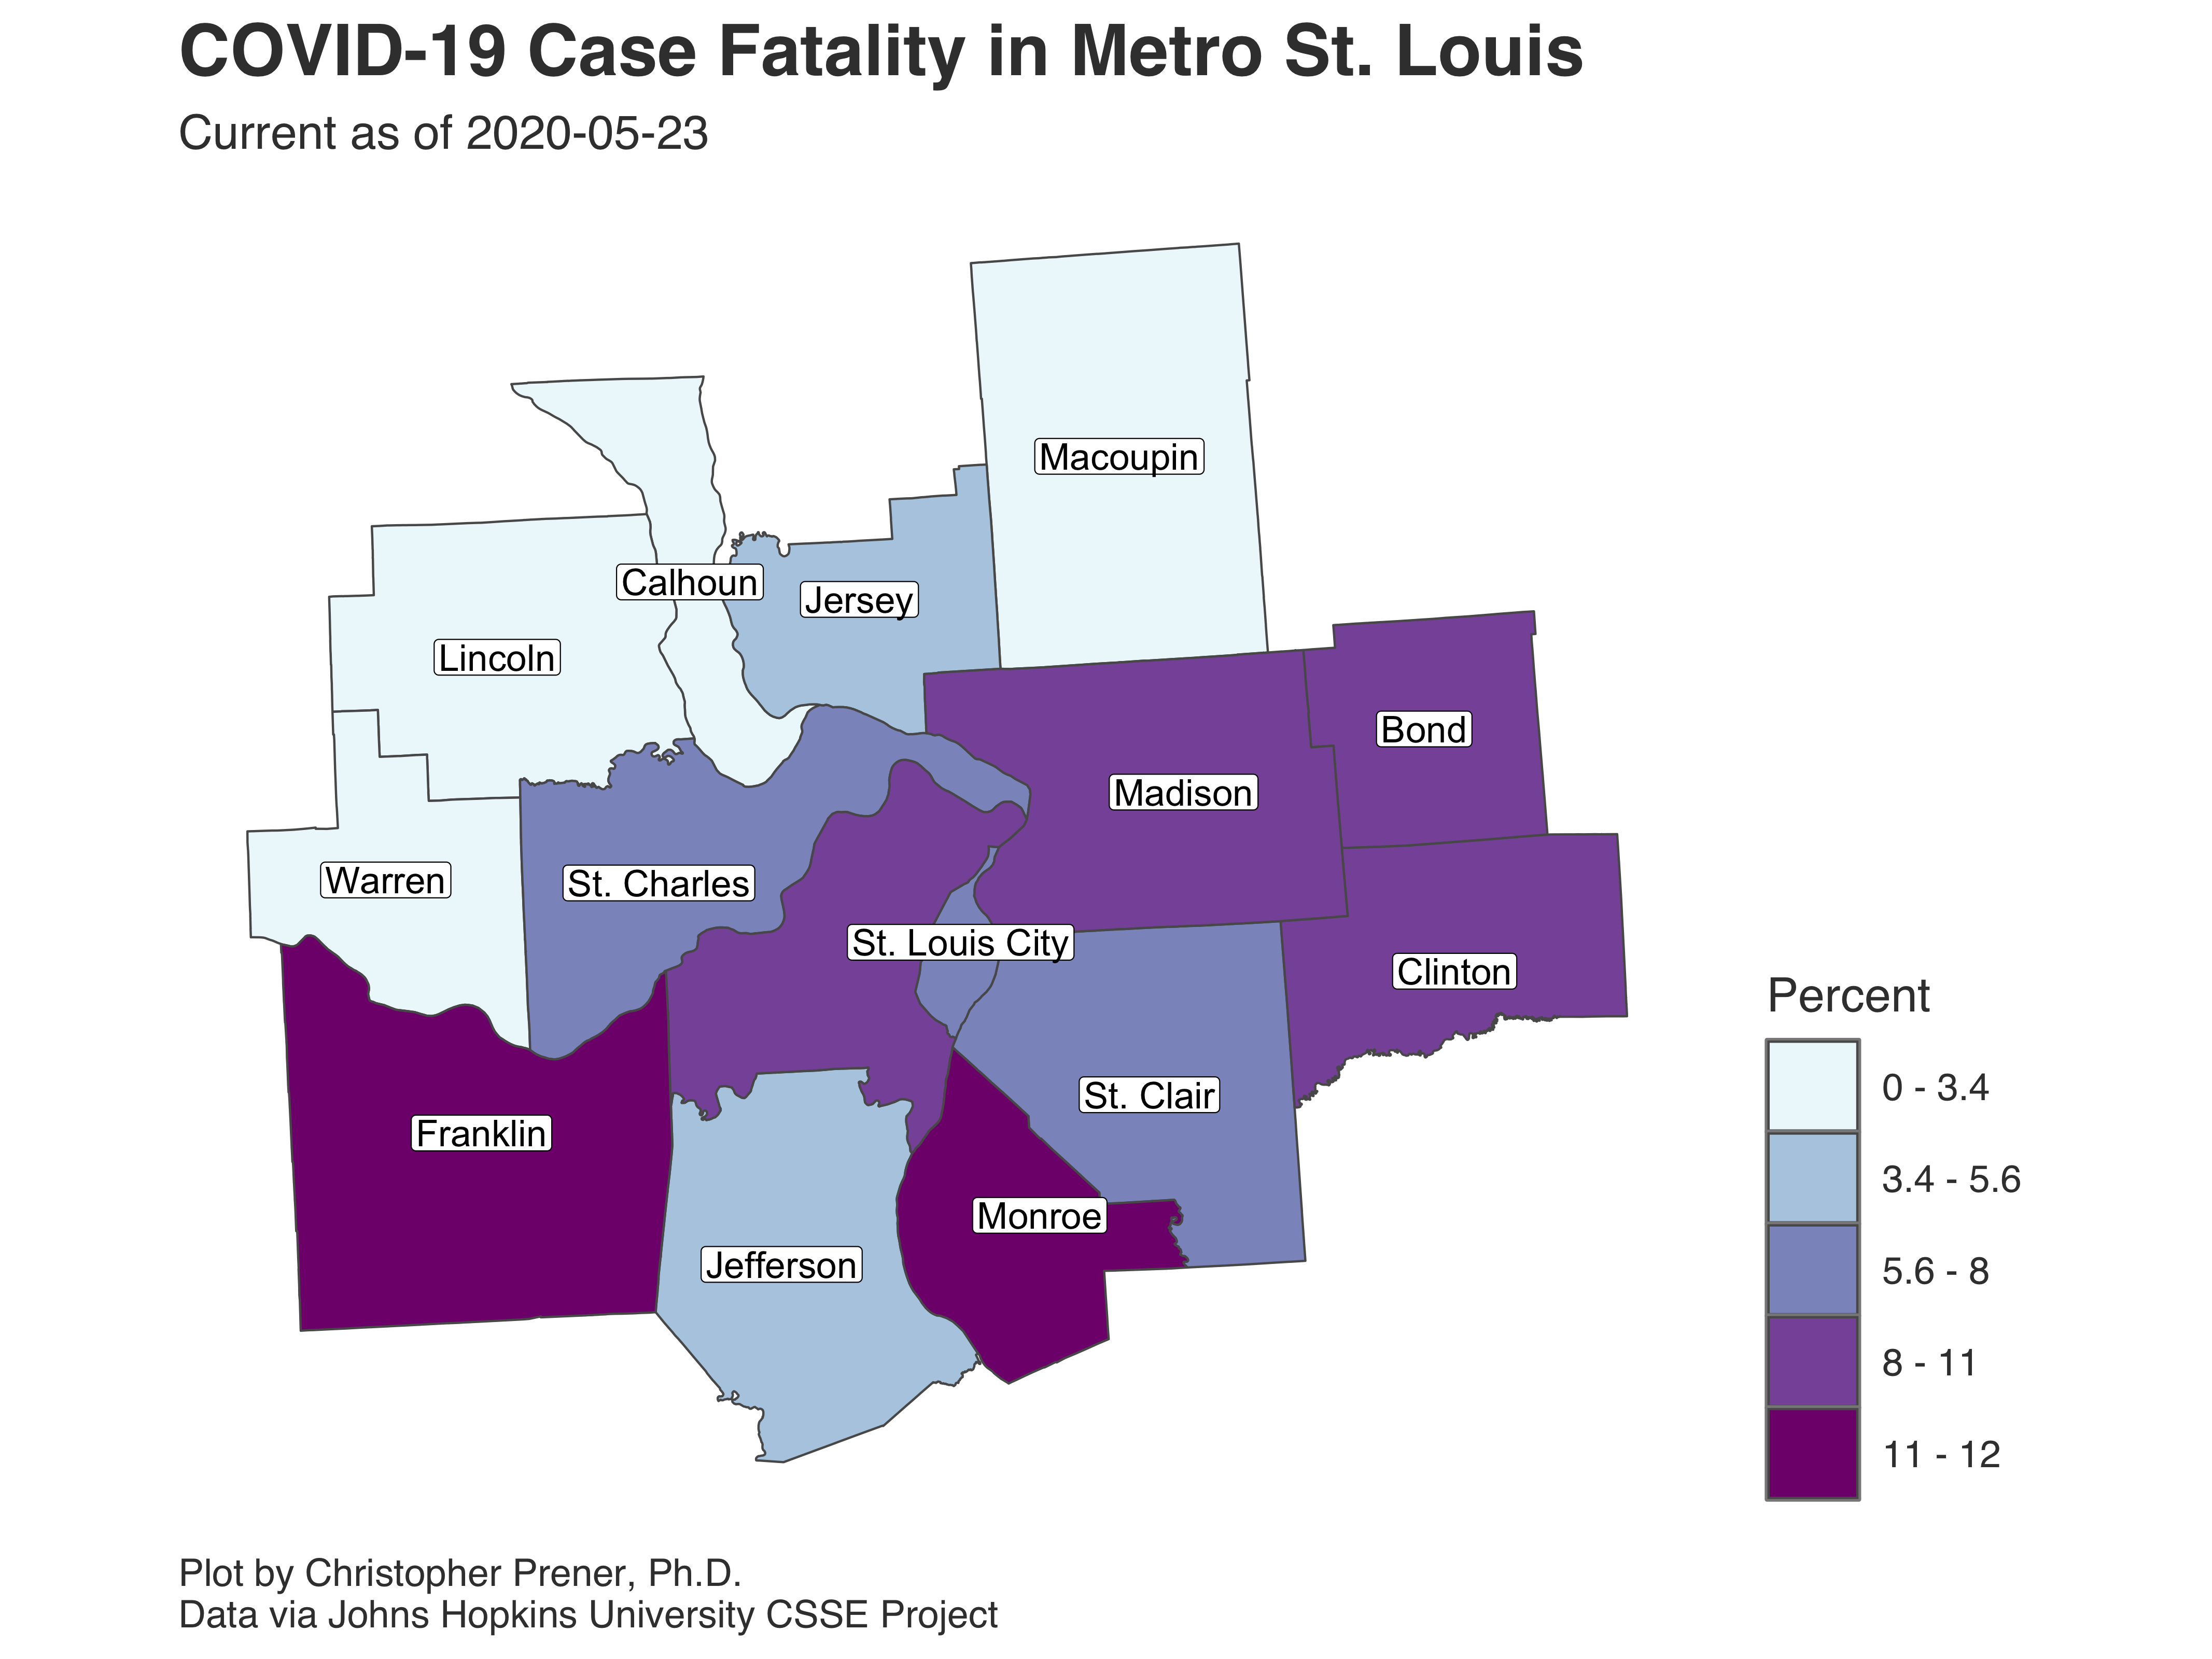 COVID-19 Case Fatality in Metro St. Louis
Current as of 2020-05-23
Macoupin
Calhoun
Jersey
Lincoln
Bond
Madison
Warren
St. Charles
St. Louis City
Clinton
St. Clair
Franklin
Monroe
Jefferson
Percent
0 - 3.4
3.4 - 5.6
5.6 - 8
8 - 11
11 - 12
Plot by Christopher Prener, Ph.D.
Data via Johns Hopkins University CSSE Project